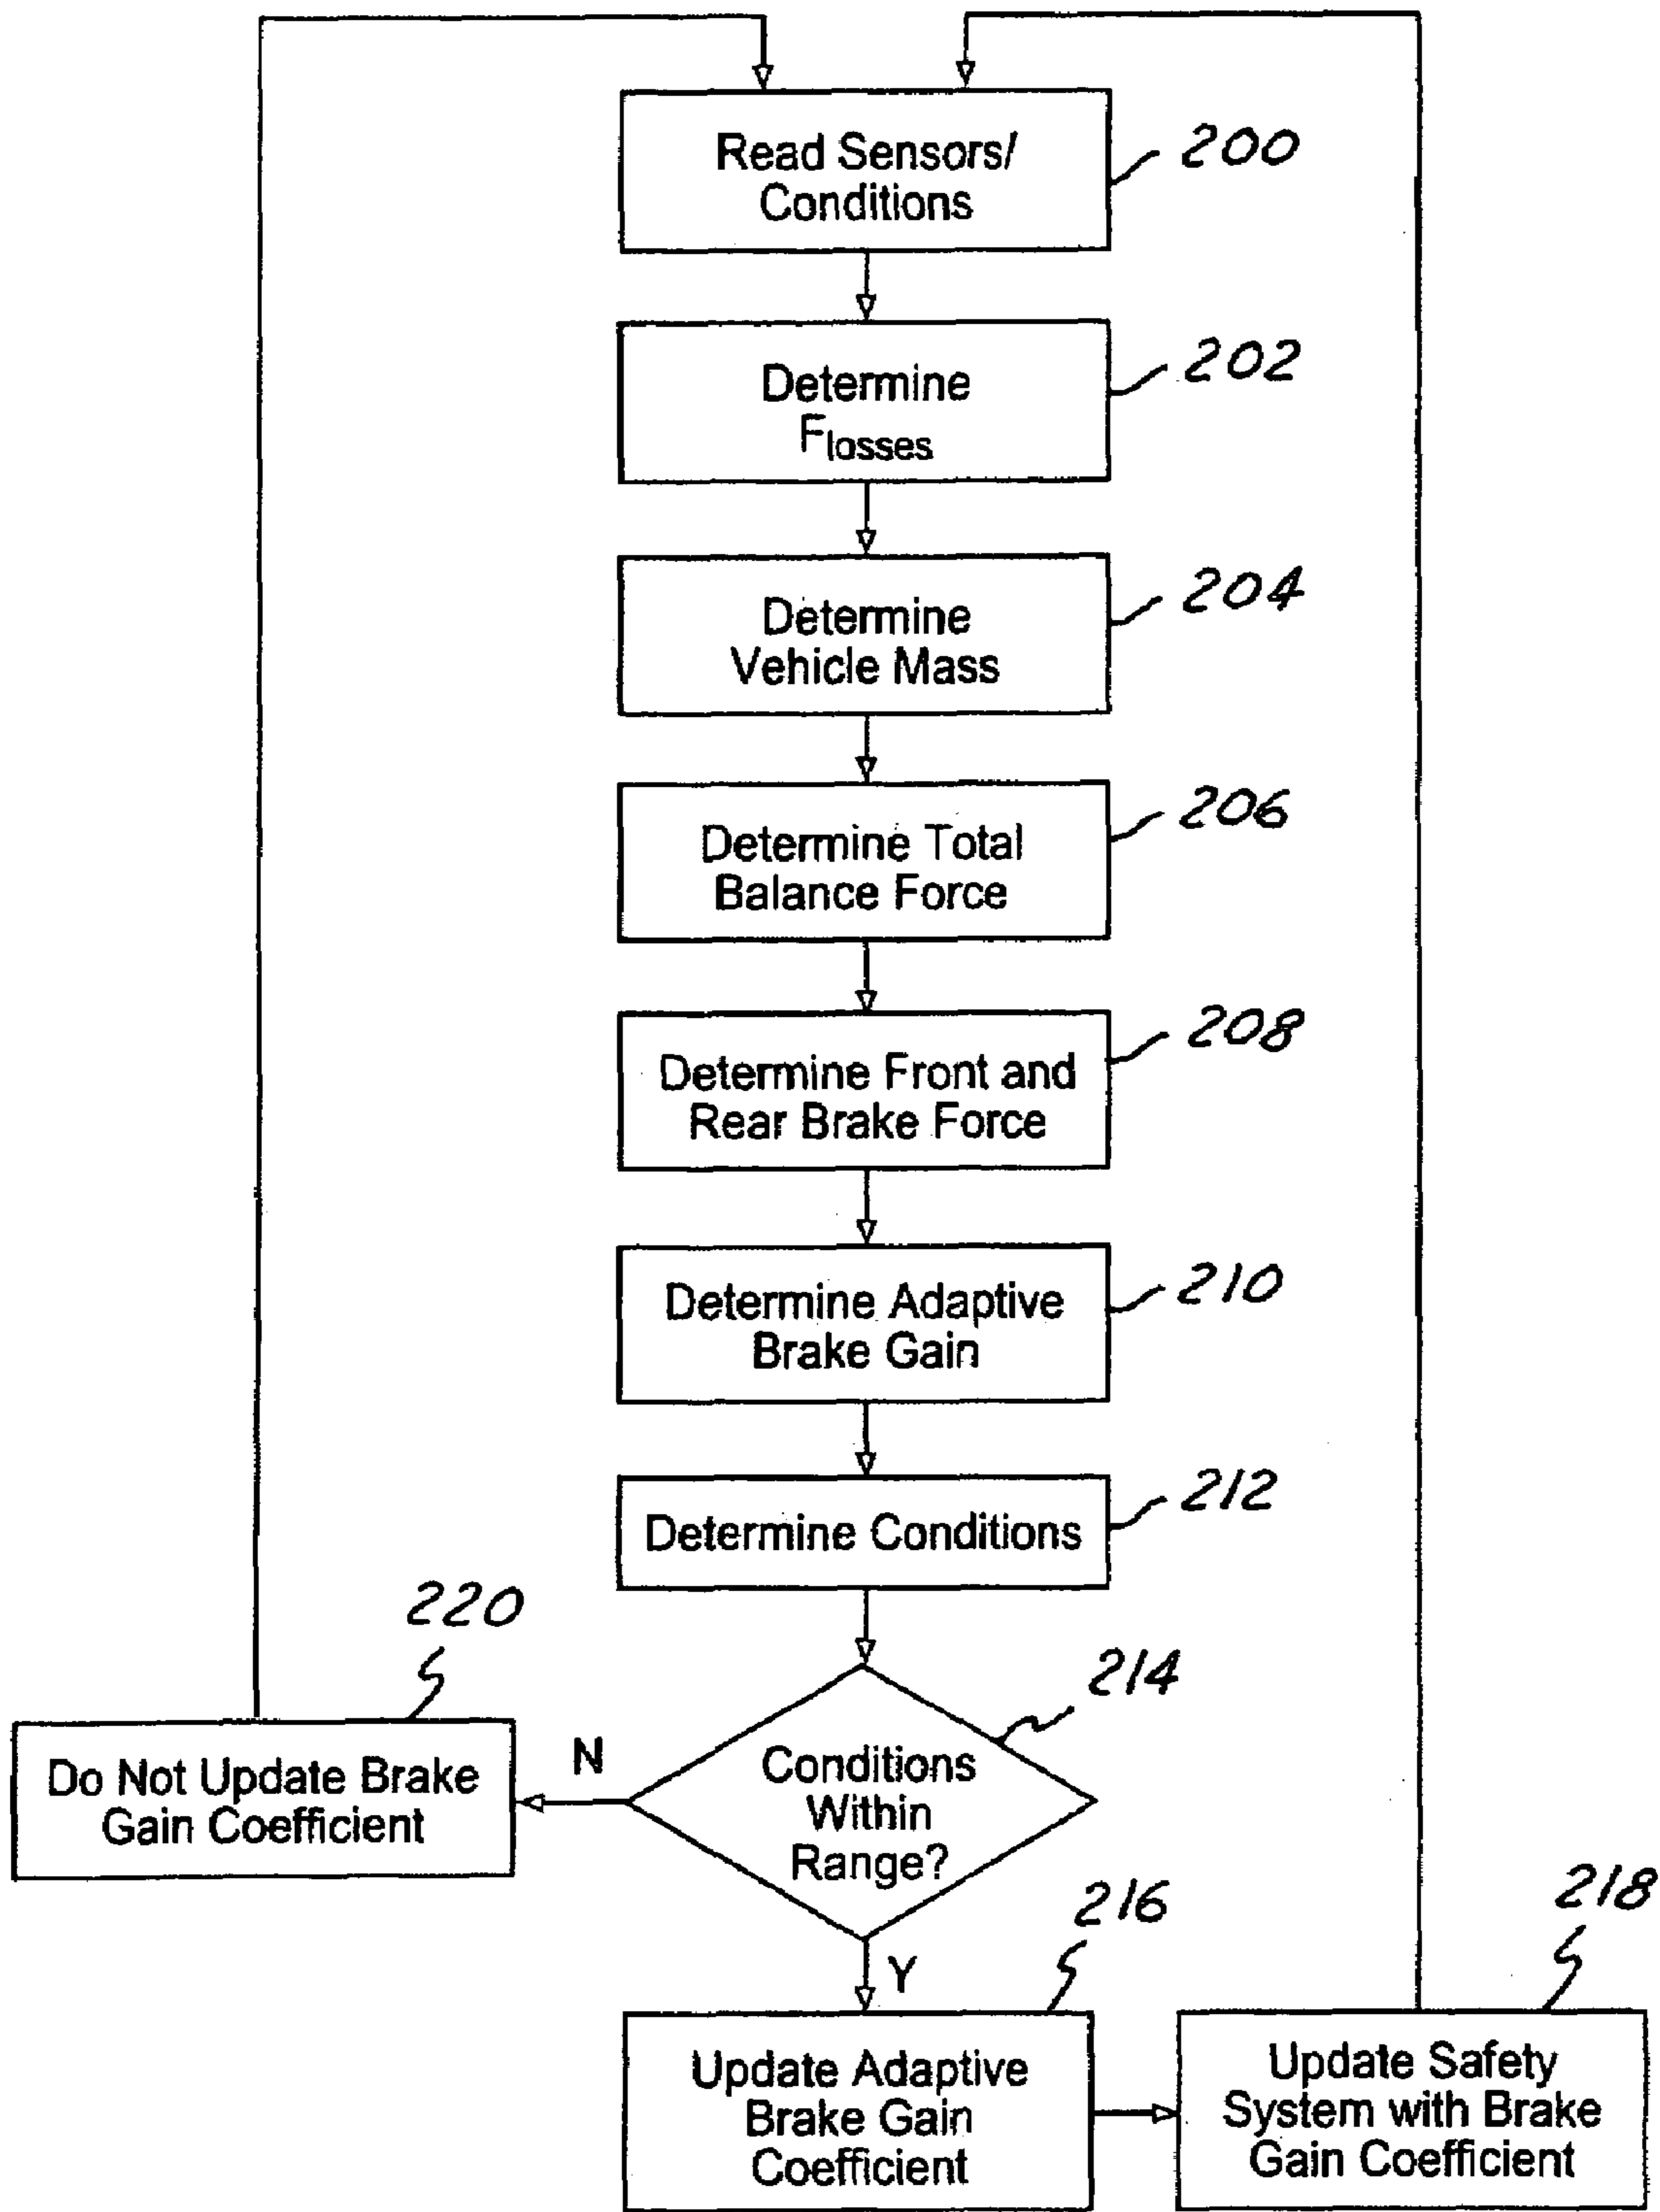 Read Sensors/
Conditions
200
Determine
Flosses
202
Determine
Vehicle Mass
204
Determine Total
Balance Force
206
Determine Front and
Rear Brake Force
208
Determine Adaptive
Brake Gain
210
Determine Conditions
212
220
Do Not Update Brake
Gain Coefficient
N
Conditions
Within
Range?
214
Y
216
Update Adaptive
Brake Gain
Coefficient
218
Update Safety
System with Brake
Gain Coefficient